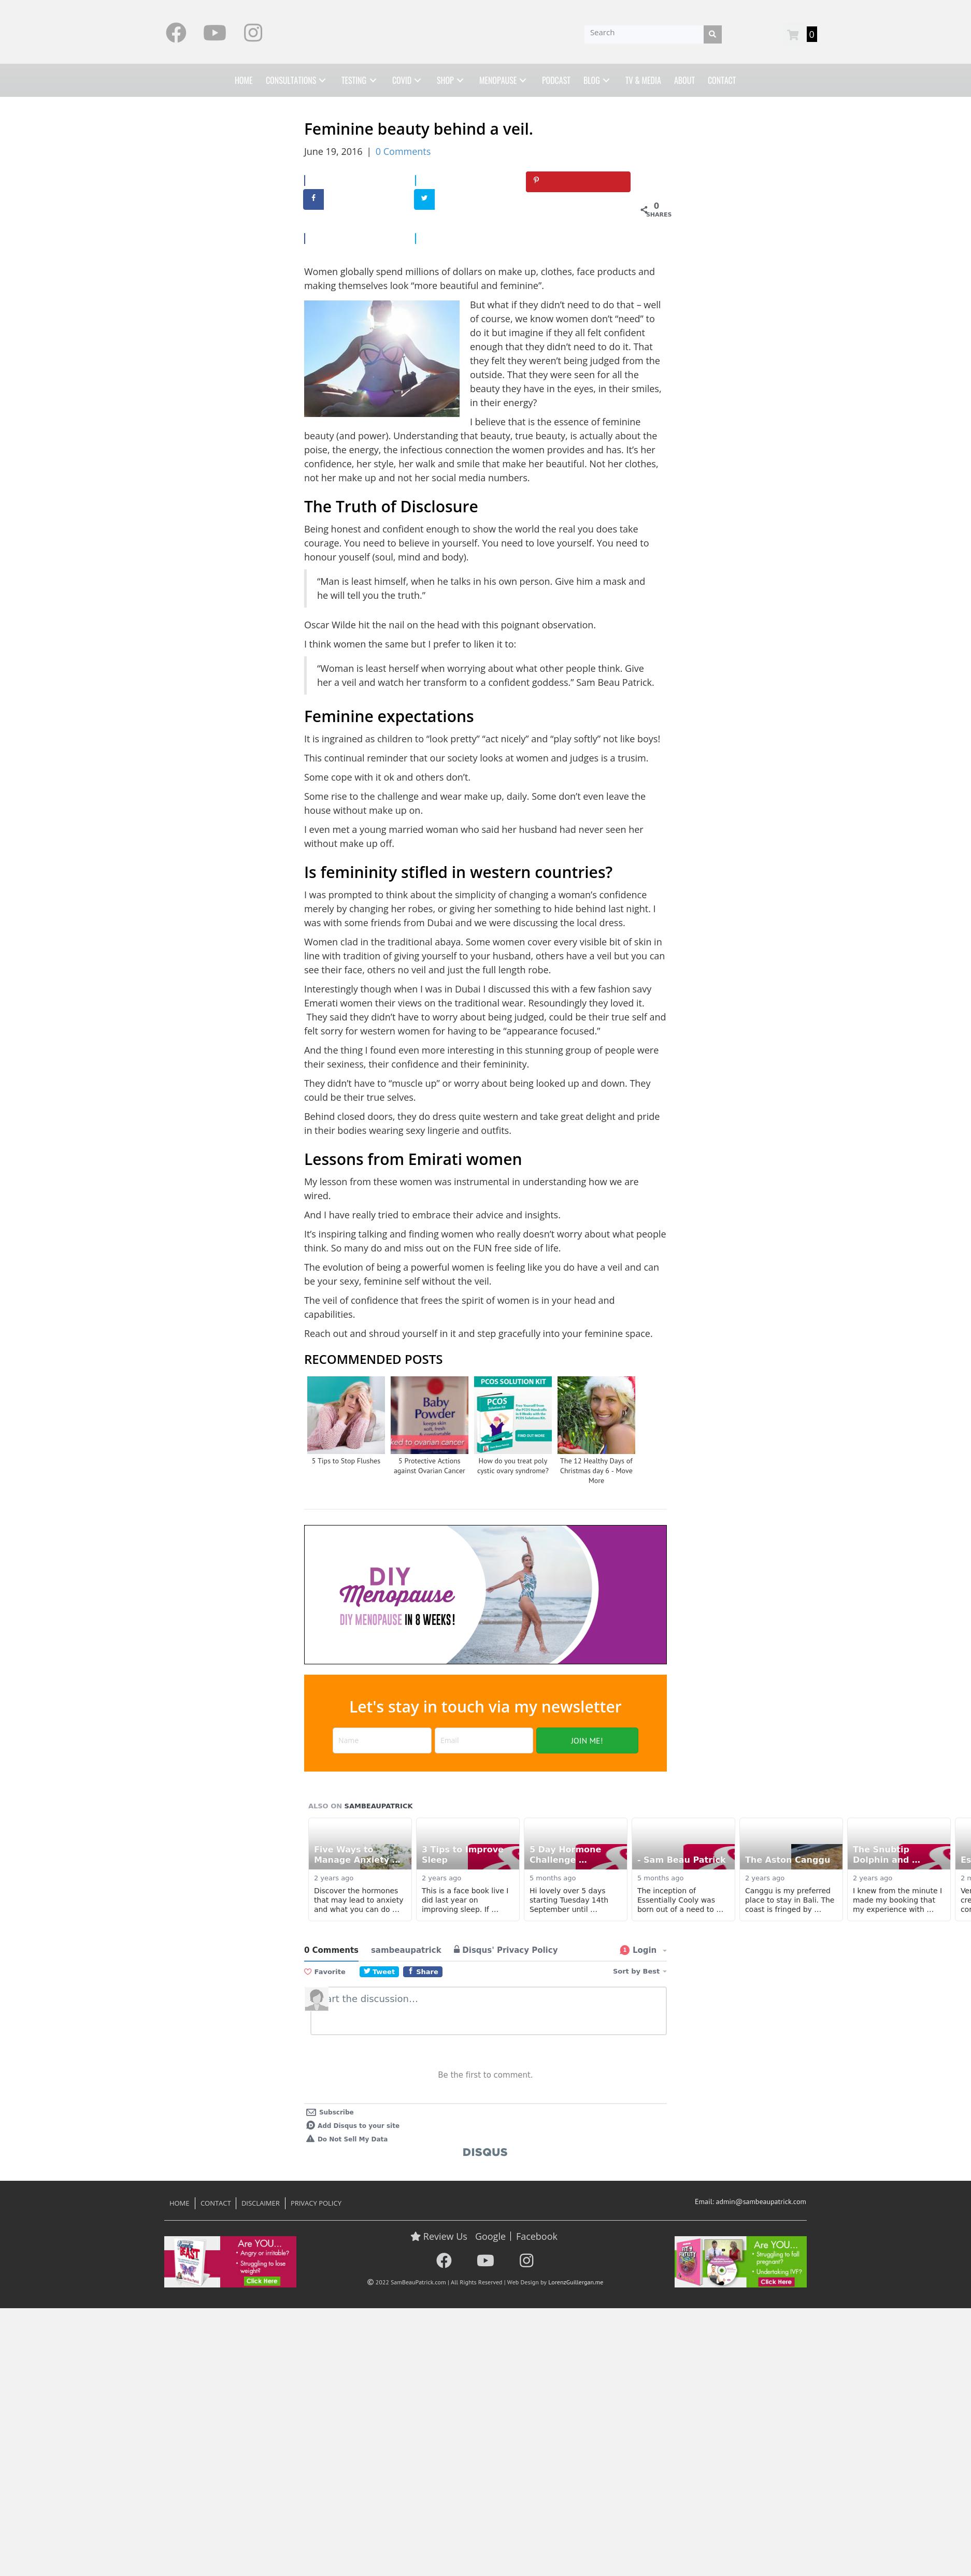 Search
0
HOME
CONSULTATIONS
TESTING
COVID
SHOP
MENOPAUSE
PODCAST
BLOG
TV & MEDIA
ABOUT
CONTACT
Feminine beauty behind a veil.
June 19, 2016 | 0 Comments
0
SHARES
Women globally spend millions of dollars on make up, clothes, face products and
making themselves look “more beautiful and feminine”.
But what if they didn’t need to do that – well
of course, we know women don’t “need” to
do it but imagine if they all felt confident
enough that they didn’t need to do it. That
they felt they weren’t being judged from the
outside. That they were seen for all the
beauty they have in the eyes, in their smiles,
in their energy?
I believe that is the essence of feminine
beauty (and power). Understanding that beauty, true beauty, is actually about the
poise, the energy, the infectious connection the women provides and has. It’s her
confidence, her style, her walk and smile that make her beautiful. Not her clothes,
not her make up and not her social media numbers.
The Truth of Disclosure
Being honest and confident enough to show the world the real you does take
courage. You need to believe in yourself. You need to love yourself. You need to
honour youself (soul, mind and body).
“Man is least himself, when he talks in his own person. Give him a mask and
he will tell you the truth.”
Oscar Wilde hit the nail on the head with this poignant observation.
I think women the same but I prefer to liken it to:
“Woman is least herself when worrying about what other people think. Give
her a veil and watch her transform to a confident goddess.” Sam Beau Patrick.
Feminine expectations
It is ingrained as children to “look pretty” “act nicely” and “play softly” not like boys!
This continual reminder that our society looks at women and judges is a trusim.
Some cope with it ok and others don’t.
Some rise to the challenge and wear make up, daily. Some don’t even leave the
house without make up on.
I even met a young married woman who said her husband had never seen her
without make up off.
Is femininity stifled in western countries?
I was prompted to think about the simplicity of changing a woman’s confidence
merely by changing her robes, or giving her something to hide behind last night. I
was with some friends from Dubai and we were discussing the local dress.
Women clad in the traditional abaya. Some women cover every visible bit of skin in
line with tradition of giving yourself to your husband, others have a veil but you can
see their face, others no veil and just the full length robe.
Interestingly though when I was in Dubai I discussed this with a few fashion savy
Emerati women their views on the traditional wear. Resoundingly they loved it.
They said they didn’t have to worry about being judged, could be their true self and
felt sorry for western women for having to be “appearance focused.”
And the thing I found even more interesting in this stunning group of people were
their sexiness, their confidence and their femininity.
They didn’t have to “muscle up” or worry about being looked up and down. They
could be their true selves.
Behind closed doors, they do dress quite western and take great delight and pride
in their bodies wearing sexy lingerie and outfits.
Lessons from Emirati women
My lesson from these women was instrumental in understanding how we are
wired.
And I have really tried to embrace their advice and insights.
It’s inspiring talking and finding women who really doesn’t worry about what people
think. So many do and miss out on the FUN free side of life.
The evolution of being a powerful women is feeling like you do have a veil and can
be your sexy, feminine self without the veil.
The veil of confidence that frees the spirit of women is in your head and
capabilities.
Reach out and shroud yourself in it and step gracefully into your feminine space.
RECOMMENDED POSTS
Baby
Powder
keeps skin
ked to ovarian cancer
PCOS SOLUTION KIT
PCOS
FIND OUT MORE
5 Tips to Stop Flushes
5 Protective Actions
against Ovarian Cancer
How do you treat poly
cystic ovary syndrome?
The 12 Healthy Days of
Christmas day 6 - Move
More
DIY
Menopause
DIY MENOPAUSE IN 8 WEEKS!
Let's stay in touch via my newsletter
Name
Email
JOIN ME!
ALSO ON SAMBEAUPATRICK
Five Ways to
Manage Anxiety ...
2 years ago
Discover the hormones
that may lead to anxiety
and what you can do ...
3 Tips to Improve
Sleep
2 years ago
This is a face book live I
did last year on
improving sleep. If ...
5 Day Hormone
Challenge ...
5 months ago
Hi lovely over 5 days
starting Tuesday 14th
September until ...
- Sam Beau Patrick
5 months ago
The inception of
Essentially Cooly was
born out of a need to ...
The Aston Canggu
2 years ago
Canggu is my preferred
place to stay in Bali. The
coast is fringed by ...
The Snubtip
Dolphin and ...
2 years ago
I knew from the minute I
made my booking that
my experience with ...
0 Comments
sambeaupatrick
Disqus' Privacy Policy
1
Login
Favorite
Tweet
Share
Sort by Best
art the discussion...
Be the first to comment.
Subscribe
Add Disqus to your site
Do Not Sell My Data
DISQUS
HOME
CONTACT
DISCLAIMER
PRIVACY POLICY
Email: admin@sambeaupatrick.com
Are YOU...
• Angry or irritable?
• Struggling to lose
weight?
Click Here
Review Us Google | Facebook
© 2022 SamBeauPatrick.com | All Rights Reserved | Web Design by LorenzGuillergan.me
Are YOU...
• Struggling to fall
pregnant?
• Undertaking IVF?
Click Here